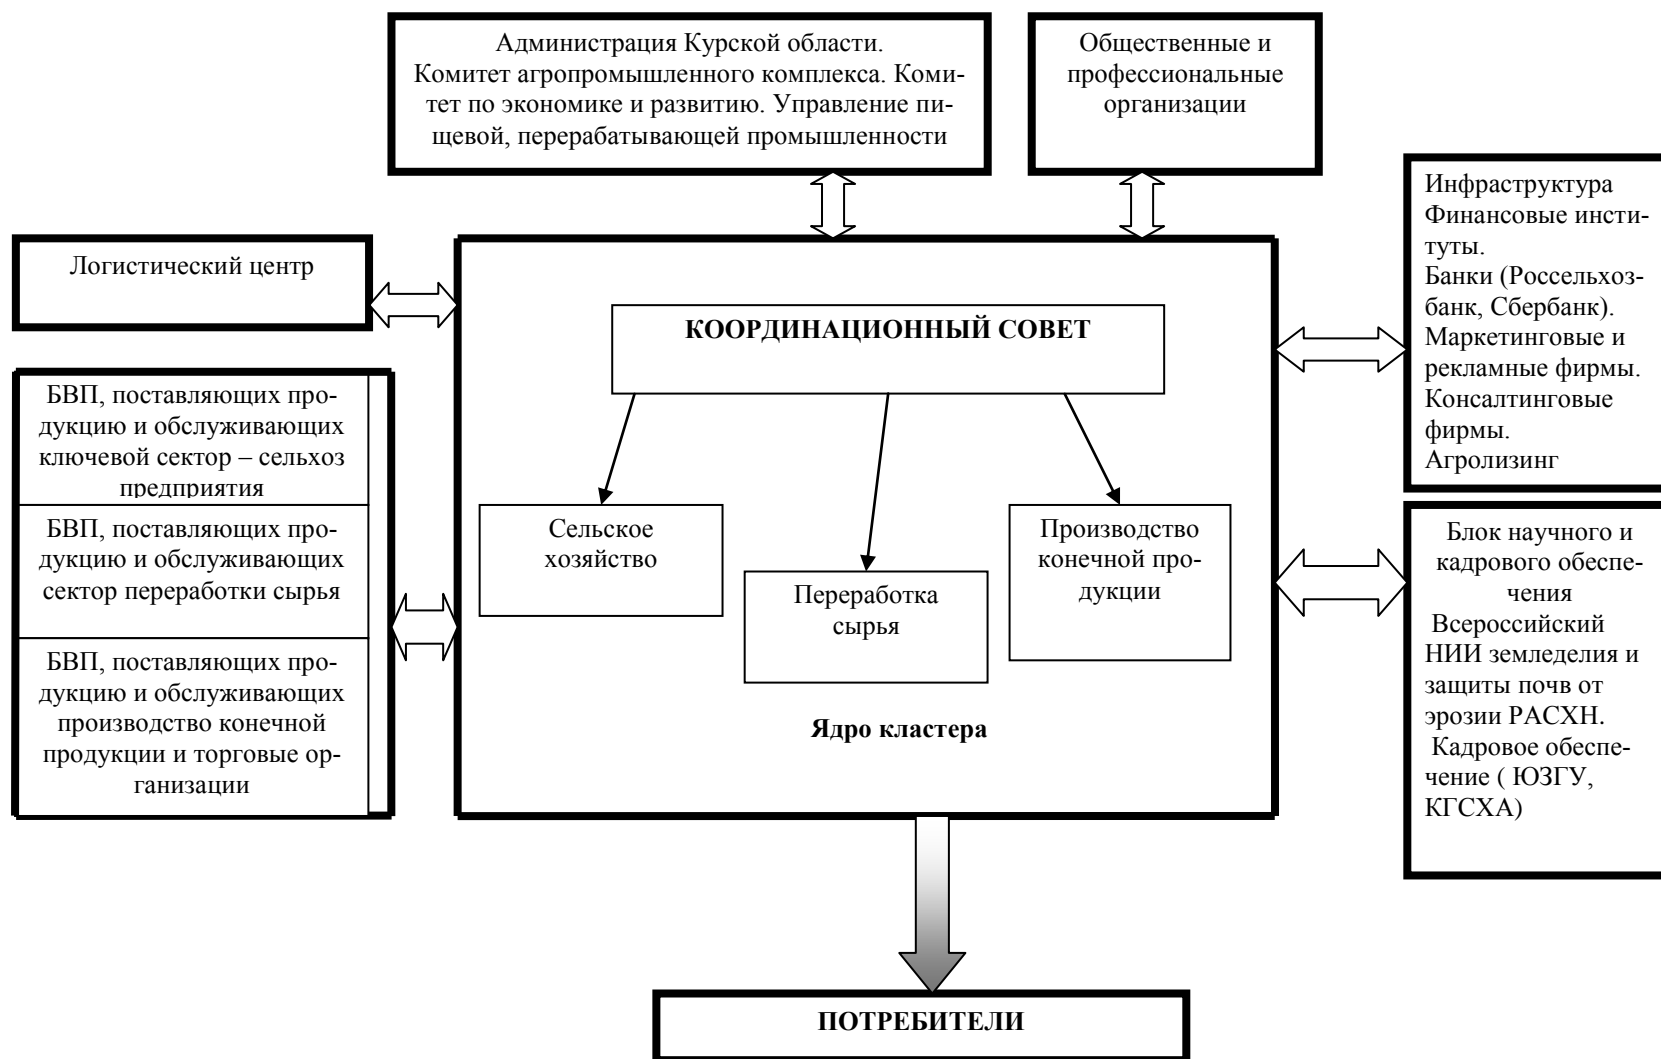 Администрация Курской области.
Комитет агропромышленного комплекса. Коми-
тет по экономике и развитию. Управление пи-
щевой, перерабатывающей промышленности
Общественные и
профессиональные
организации
Логистический центр
БВП, поставляющих про-
дукцию и обслуживающих
ключевой сектор – сельхоз
предприятия
БВП, поставляющих про-
дукцию и обслуживающих
сектор переработки сырья
БВП, поставляющих про-
дукцию и обслуживающих
производство конечной
продукции и торговые ор-
ганизации
КООРДИНАЦИОННЫЙ СОВЕТ
Сельское
хозяйство
Переработка
сырья
Производство
конечной про-
дукции
Ядро кластера
Инфраструктура
Финансовые инсти-
туты.
Банки (Россельхоз-
банк, Сбербанк).
Маркетинговые и
рекламные фирмы.
Консалтинговые
фирмы.
Агролизинг
Блок научного и
кадрового обеспе-
чения
Всероссийский
НИИ земледелия и
защиты почв от
эрозии РАСХН.
Кадровое обеспе-
чение ( ЮЗГУ,
КГСХА)
ПОТРЕБИТЕЛИ